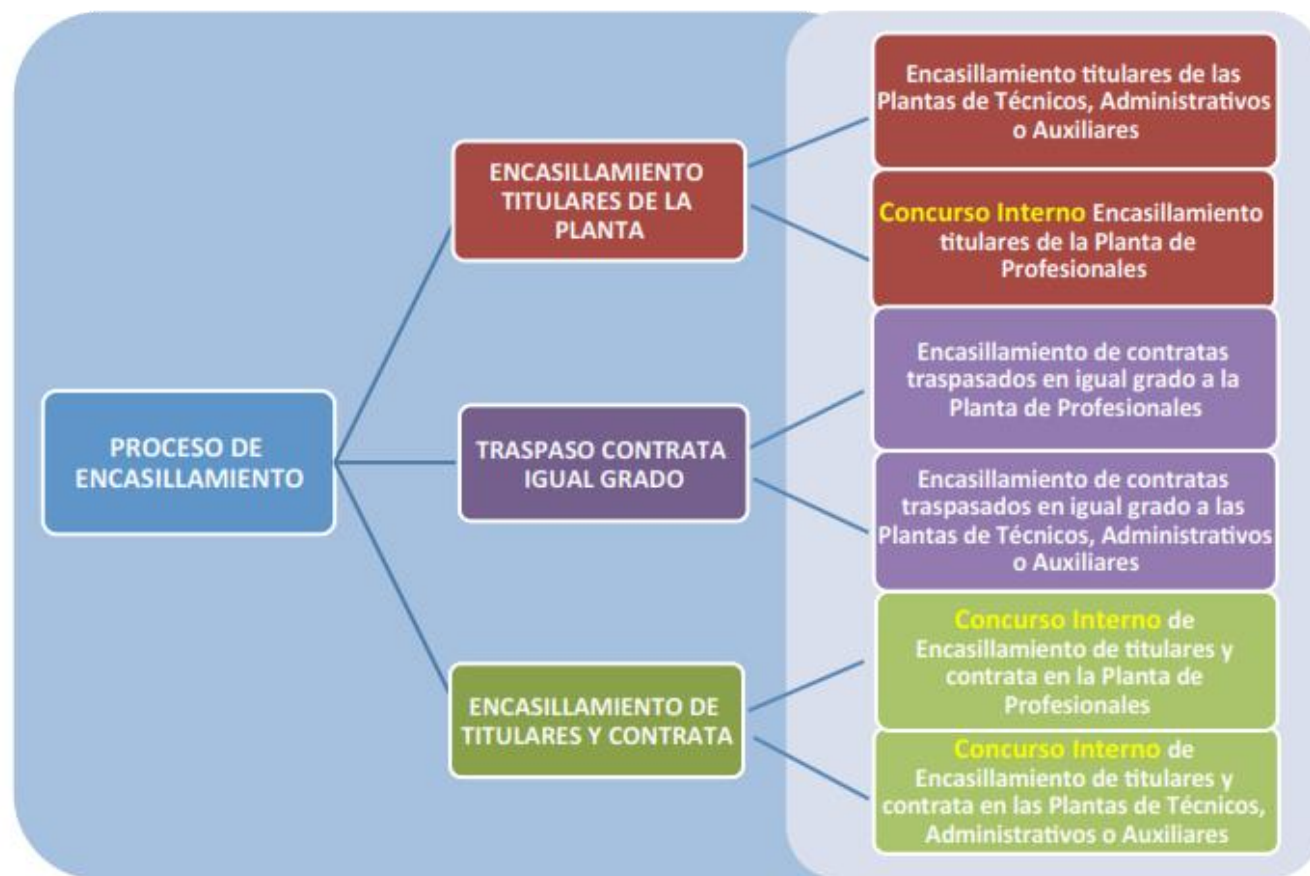 PROCESO DE
ENCASILLAMIENTO
ENCASILLAMIENTO
TITULARES DE LA
PLANTA
Encasillamiento titulares de las
Plantas de Técnicos, Administrativos
o Auxiliares
Concurso Interno Encasillamiento
titulares de la Planta de
Profesionales
TRASPASO CONTRATA
IGUAL GRADO
Encasillamiento de contratas
traspasados en igual grado a la
Planta de Profesionales
Encasillamiento de contratas
traspasados en igual grado a las
Plantas de Técnicos, Administrativos
o Auxiliares
ENCASILLAMIENTO DE
TITULARES Y CONTRATA
Concurso Interno de
Encasillamiento de titulares y
contrata en la Planta de
Profesionales
Concurso Interno de
Encasillamiento de titulares y
contrata en las Plantas de Técnicos,
Administrativos o Auxiliares